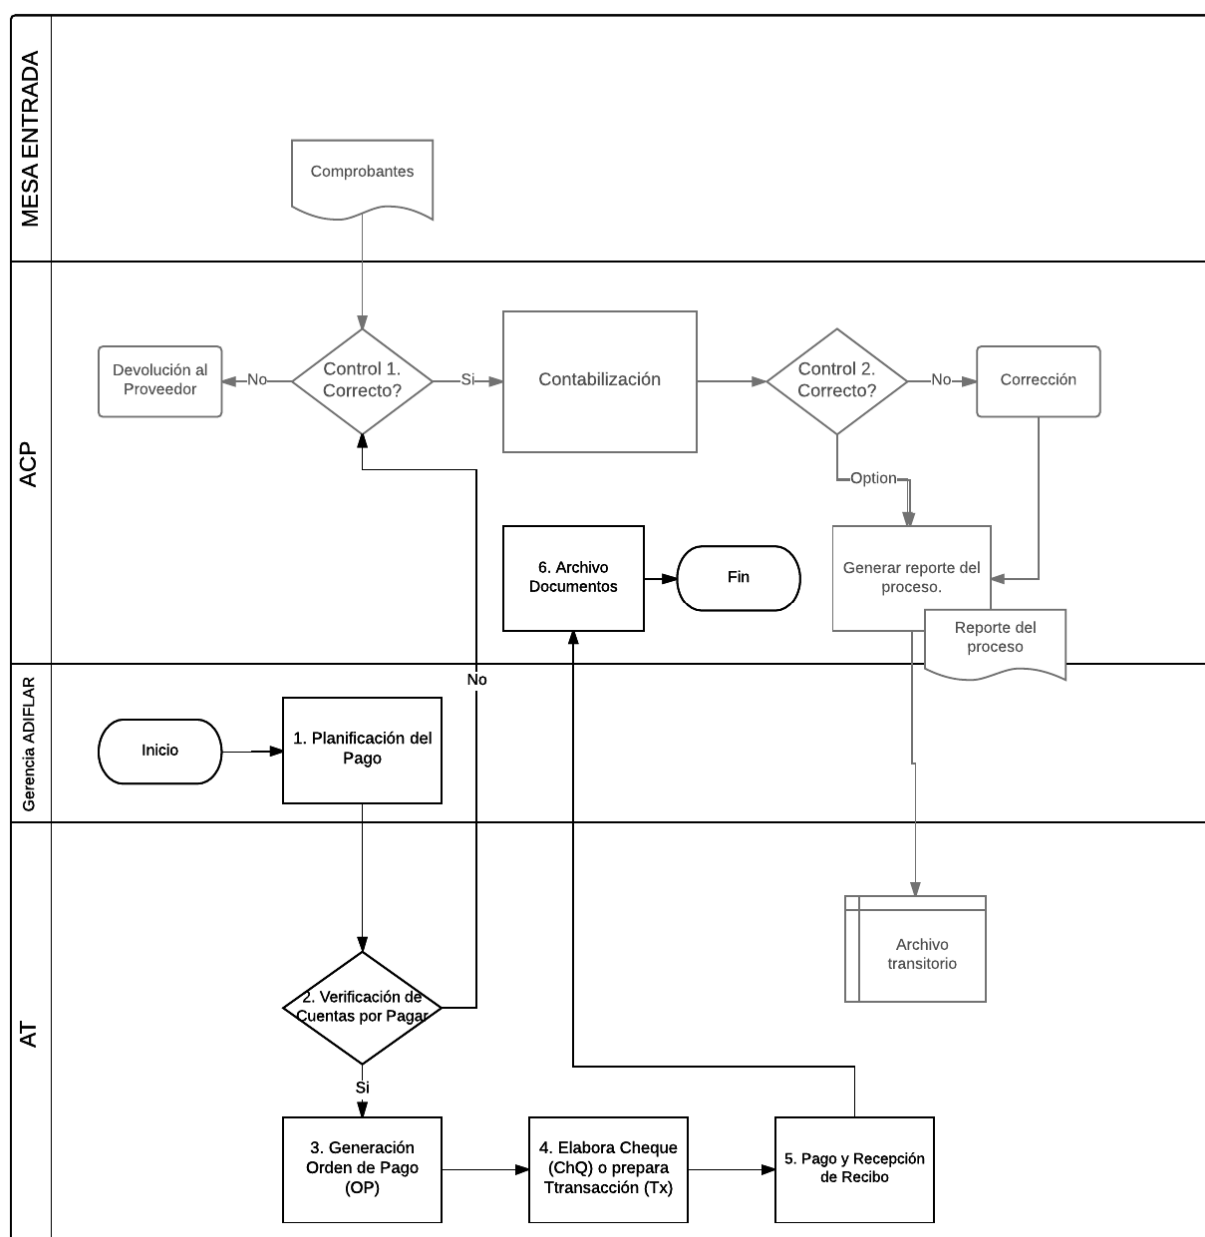 MESA ENTRADA
Comprobantes
ACP
Devolución al
Proveedor
No
Control 1.
Correcto?
Si
Contabilización
Control 2.
Correcto?
No
Corrección
Option
6. Archivo
Documentos
Fin
Generar reporte del
proceso.
Reporte del
proceso
No
Gerencia ADIFLAR
Inicio
1. Planificación del
Pago
AT
Archivo
transitorio
2. Verificación de
Cuentas por Pagar
Si
3. Generación
Orden de Pago
(OP)
4. Elabora Cheque
(ChQ) o prepara
Ttransacción (Tx)
5. Pago y Recepción
de Recibo